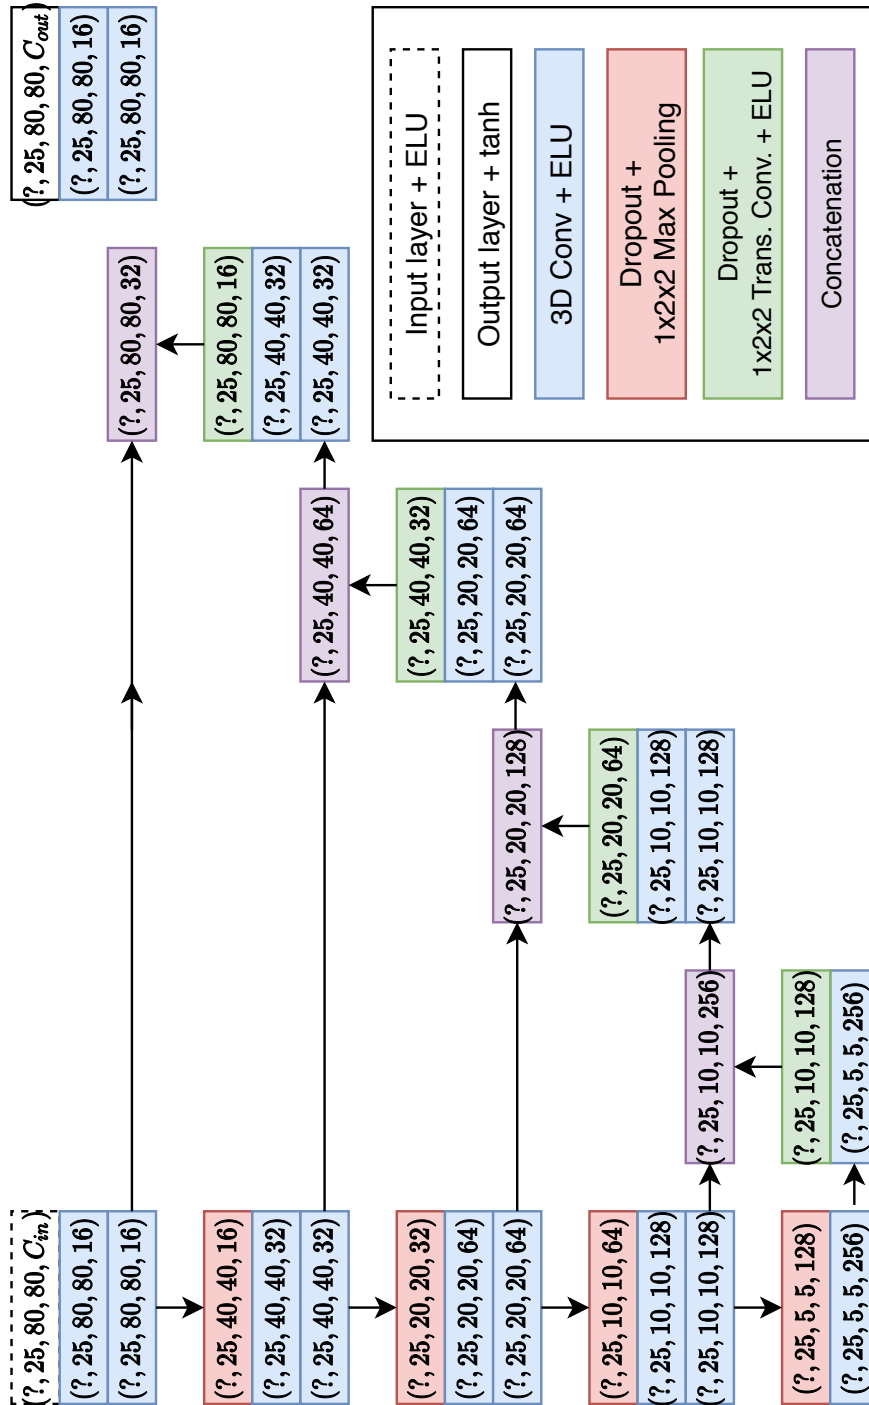 (?, 25, 80, 80, C_in)
(?, 25, 80, 80, 16)
(?, 25, 80, 80, 16)
(?, 25, 40, 40, 16)
(?, 25, 40, 40, 32)
(?, 25, 40, 40, 32)
(?, 25, 20, 20, 32)
(?, 25, 20, 20, 64)
(?, 25, 20, 20, 64)
(?, 25, 10, 10, 64)
(?, 25, 10, 10, 128)
(?, 25, 10, 10, 128)
(?, 25, 5, 5, 128)
(?, 25, 5, 5, 256)
(?, 25, 10, 10, 256)
(?, 25, 10, 10, 128)
(?, 25, 5, 5, 256)
(?, 25, 20, 20, 128)
(?, 25, 20, 20, 64)
(?, 25, 10, 10, 128)
(?, 25, 10, 10, 128)
(?, 25, 40, 40, 64)
(?, 25, 40, 40, 32)
(?, 25, 20, 20, 64)
(?, 25, 20, 20, 64)
(?, 25, 80, 80, 32)
(?, 25, 80, 80, 16)
(?, 25, 40, 40, 32)
(?, 25, 40, 40, 32)
(?, 25, 80, 80, C_out)
(?, 25, 80, 80, 16)
(?, 25, 80, 80, 16)
Input layer + ELU
Output layer + tanh
3D Conv + ELU
Dropout +
1x2x2 Max Pooling
Dropout +
1x2x2 Trans. Conv. + ELU
Concatenation